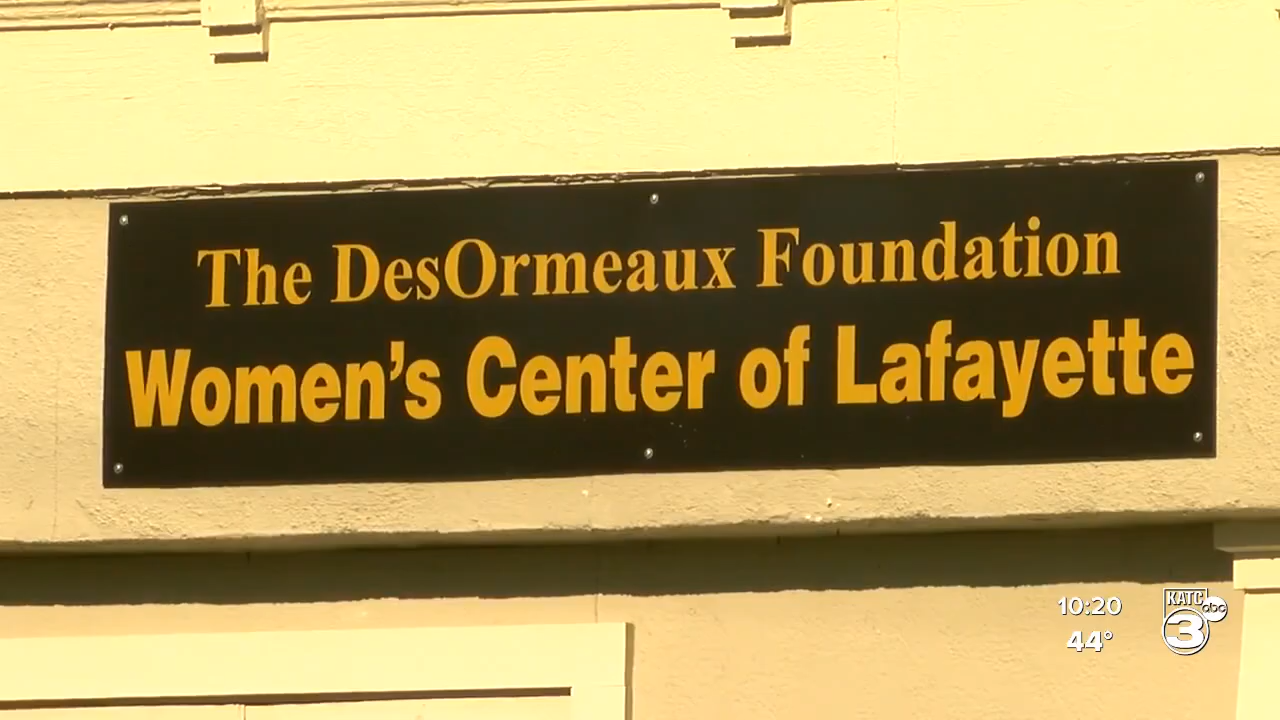 The DesOrmeaux Foundation
Women's Center of Lafayette
10:20
44°
KATC
abc
3